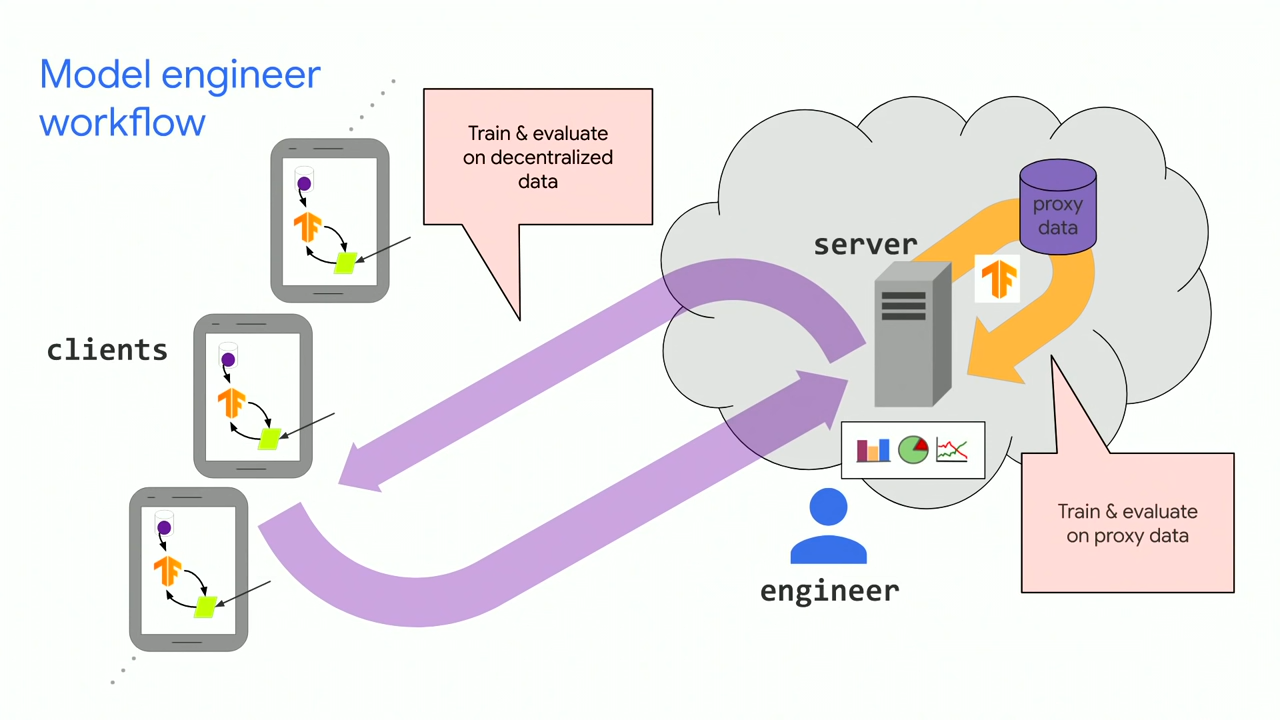 Model engineer
workflow
Train & evaluate
on decentralized
data
proxy
data
server
clients
Train & evaluate
on proxy data
engineer